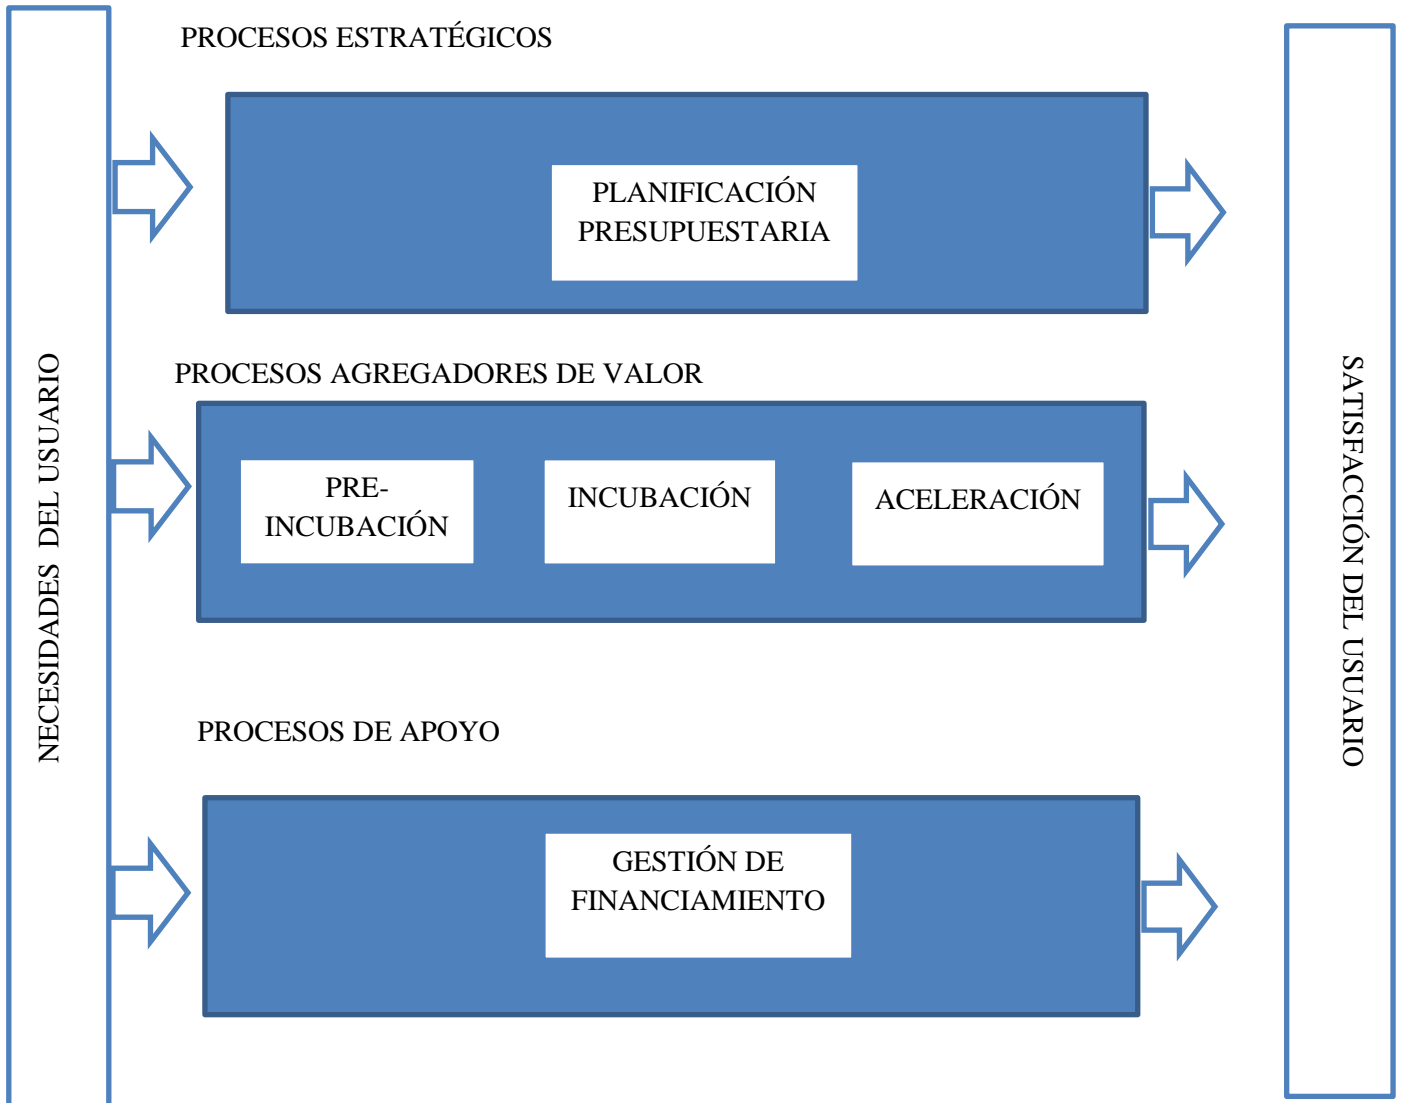 PROCESOS ESTRATÉGICOS
PLANIFICACIÓN
PRESUPUESTARIA
NECESIDADES DEL USUARIO
PROCESOS AGREGADORES DE VALOR
PRE-
INCUBACIÓN
INCUBACIÓN
ACELERACIÓN
SATISFACCIÓN DEL USUARIO
PROCESOS DE APOYO
GESTIÓN DE
FINANCIAMIENTO